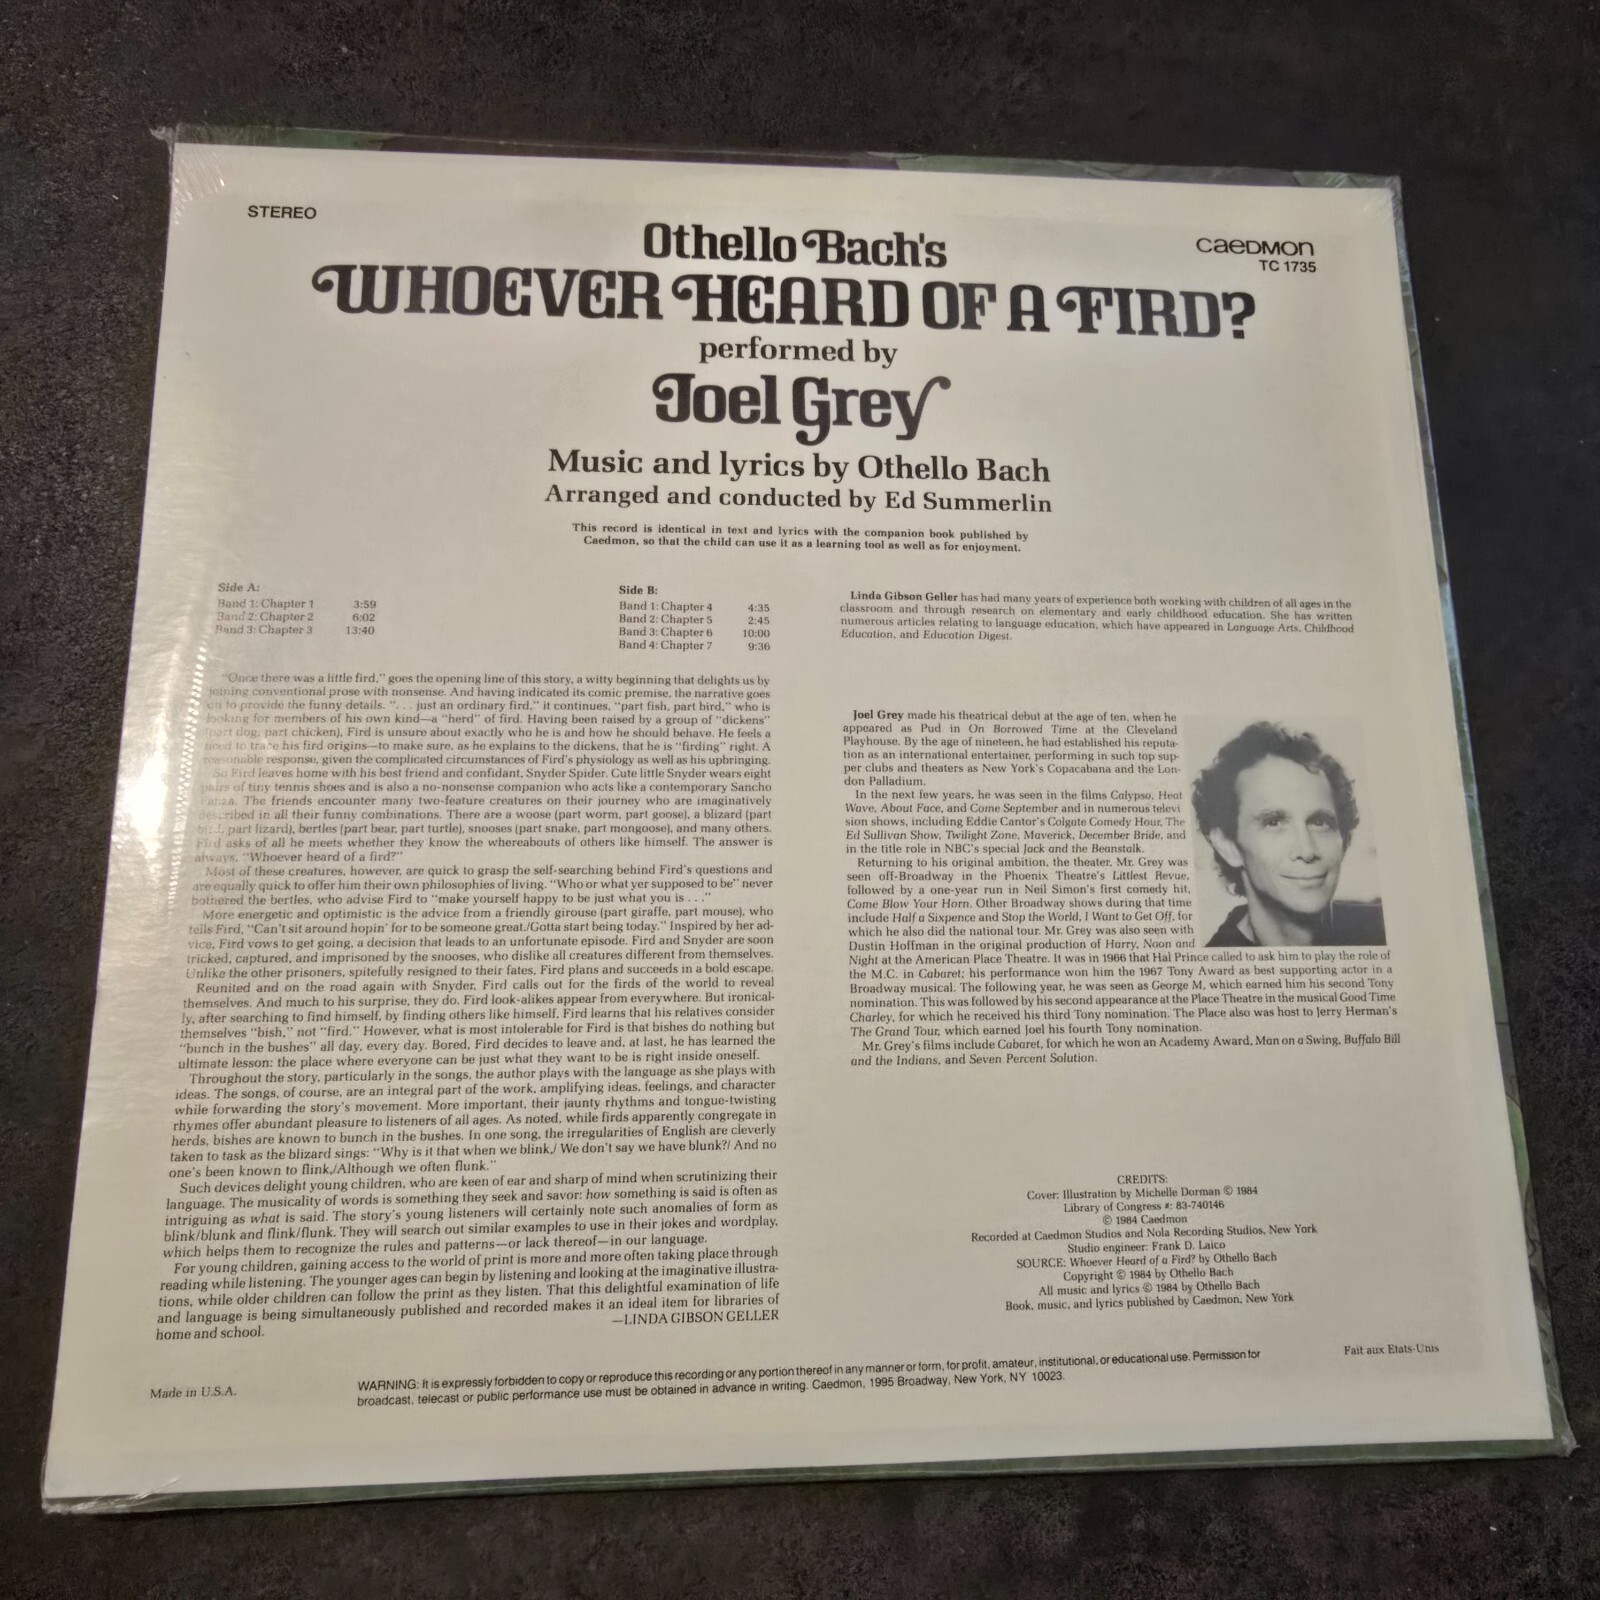 STEREO
Othello Bach's
WHOEVER HEARD OF A FIRD?
performed by
Joel Grey
Music and lyrics by Othello Bach
Arranged and conducted by Ed Summerlin
caeDmon
TC 1735
This record is identical in text and lyrics with the companion book published by
Caedmon, so that the child can use it as a learning tool as well as for enjoyment.
Side A:
Band 1: Chapter 1 3:59
Band 2: Chapter 2 6:02
Band 3: Chapter 3 13:40
Side B:
Band 1: Chapter 4 4:35
Band 2: Chapter 5 2:45
Band 3: Chapter 6 10:00
Band 4: Chapter 7 9:36
"Once there was a little fird," goes the opening line of this story, a witty beginning that delights us by
joining conventional prose with nonsense. And having indicated its comic premise, the narrative goes
on to provide the funny details. ". . . just an ordinary fird," it continues, "part fish, part bird," who is
looking for members of his own kind—a "herd" of fird. Having been raised by a group of "dickens"
(part dog, part chicken), Fird is unsure about exactly who he is and how he should behave. He feels a
need to trace his fird origins—to make sure, as he explains to the dickens, that he is "firding" right. A
reasonable response, given the complicated circumstances of Fird's physiology as well as his upbringing.
So Fird leaves home with his best friend and confidant, Snyder Spider. Cute little Snyder wears eight
pairs of tiny tennis shoes and is also a no-nonsense companion who acts like a contemporary Sancho
Panza. The friends encounter many two-feature creatures on their journey who are imaginatively
described in all their funny combinations. There are a woose (part worm, part goose), a blizard (part
bird, part lizard), bertles (part bear, part turtle), snooses (part snake, part mongoose), and many others.
Fird asks of all he meets whether they know the whereabouts of others like himself. The answer is
always, "Whoever heard of a fird?"
Most of these creatures, however, are quick to grasp the self-searching behind Fird's questions and
are equally quick to offer him their own philosophies of living. "Who or what yer supposed to be" never
bothered the bertles, who advise Fird to "make yourself happy to be just what you is . . ."
More energetic and optimistic is the advice from a friendly girouse (part giraffe, part mouse), who
tells Fird, "Can't sit around hopin' for to be someone great./Gotta start being today." Inspired by her ad-
vice, Fird vows to get going, a decision that leads to an unfortunate episode. Fird and Snyder are soon
tricked, captured, and imprisoned by the snooses, who dislike all creatures different from themselves.
Unlike the other prisoners, spitefully resigned to their fates, Fird plans and succeeds in a bold escape.
Reunited and on the road again with Snyder, Fird calls out for the firds of the world to reveal
themselves. And much to his surprise, they do. Fird look-alikes appear from everywhere. But ironical-
ly, after searching to find himself, by finding others like himself, Fird learns that his relatives consider
themselves "bish," not "fird." However, what is most intolerable for Fird is that bishes do nothing but
"bunch in the bushes" all day, every day. Bored, Fird decides to leave and, at last, he has learned the
ultimate lesson: the place where everyone can be just what they want to be is right inside oneself.
Throughout the story, particularly in the songs, the author plays with the language as she plays with
ideas. The songs, of course, are an integral part of the work, amplifying ideas, feelings, and character
while forwarding the story's movement. More important, their jaunty rhythms and tongue-twisting
rhymes offer abundant pleasure to listeners of all ages. As noted, while firds apparently congregate in
herds, bishes are known to bunch in the bushes. In one song, the irregularities of English are cleverly
taken to task as the blizard sings: "Why is it that when we blink,/ We don't say we have blunk?/ And no
one's been known to flink,/Although we often flunk."
Such devices delight young children, who are keen of ear and sharp of mind when scrutinizing their
language. The musicality of words is something they seek and savor: how something is said is often as
intriguing as what is said. The story's young listeners will certainly note such anomalies of form as
blink/blunk and flink/flunk. They will search out similar examples to use in their jokes and wordplay,
which helps them to recognize the rules and patterns—or lack thereof—in our language.
For young children, gaining access to the world of print is more and more often taking place through
reading while listening. The younger ages can begin by listening and looking at the imaginative illustra-
tions, while older children can follow the print as they listen. That this delightful examination of life
and language is being simultaneously published and recorded makes it an ideal item for libraries of
home and school.
—LINDA GIBSON GELLER
Linda Gibson Geller has had many years of experience both working with children of all ages in the
classroom and through research on elementary and early childhood education. She has written
numerous articles relating to language education, which have appeared in Language Arts, Childhood
Education, and Education Digest.
Joel Grey made his theatrical debut at the age of ten, when he
appeared as Pud in On Borrowed Time at the Cleveland
Playhouse. By the age of nineteen, he had established his reputa-
tion as an international entertainer, performing in such top sup-
per clubs and theaters as New York's Copacabana and the Lon-
don Palladium.
In the next few years, he was seen in the films Calypso, Heat
Wave, About Face, and Come September and in numerous televi
sion shows, including Eddie Cantor's Colgate Comedy Hour, The
Ed Sullivan Show, Twilight Zone, Maverick, December Bride, and
in the title role in NBC's special Jack and the Beanstalk.
Returning to his original ambition, the theater, Mr. Grey was
seen off-Broadway in the Phoenix Theatre's Littlest Revue,
followed by a one-year run in Neil Simon's first comedy hit,
Come Blow Your Horn. Other Broadway shows during that time
include Half a Sixpence and Stop the World, I Want to Get Off, for
which he also did the national tour. Mr. Grey was also seen with
Dustin Hoffman in the original production of Harry, Noon and
Night at the American Place Theatre. It was in 1966 that Hal Prince called to ask him to play the role of
the M.C. in Cabaret; his performance won him the 1967 Tony Award as best supporting actor in a
Broadway musical. The following year, he was seen as George M, which earned him his second Tony
nomination. This was followed by his second appearance at the Place Theatre in the musical Good Time
Charley, for which he received his third Tony nomination. The Place also was host to Jerry Herman's
The Grand Tour, which earned Joel his fourth Tony nomination.
Mr. Grey's films include Cabaret, for which he won an Academy Award, Man on a Swing, Buffalo Bill
and the Indians, and Seven Percent Solution.
CREDITS:
Cover: Illustration by Michelle Dorman © 1984
Library of Congress #: 83-740146
© 1984 Caedmon
Recorded at Caedmon Studios and Nola Recording Studios, New York
Studio engineer: Frank D. Laico
SOURCE: Whoever Heard of a Fird? by Othello Bach
Copyright © 1984 by Othello Bach
All music and lyrics © 1984 by Othello Bach
Book, music, and lyrics published by Caedmon, New York
Made in U.S.A.
WARNING: It is expressly forbidden to copy or reproduce this recording or any portion thereof in any manner or form, for profit, amateur, institutional, or educational use. Permission for
broadcast, telecast or public performance use must be obtained in advance in writing. Caedmon, 1995 Broadway, New York, NY 10023.
Fait aux Etats-Unis